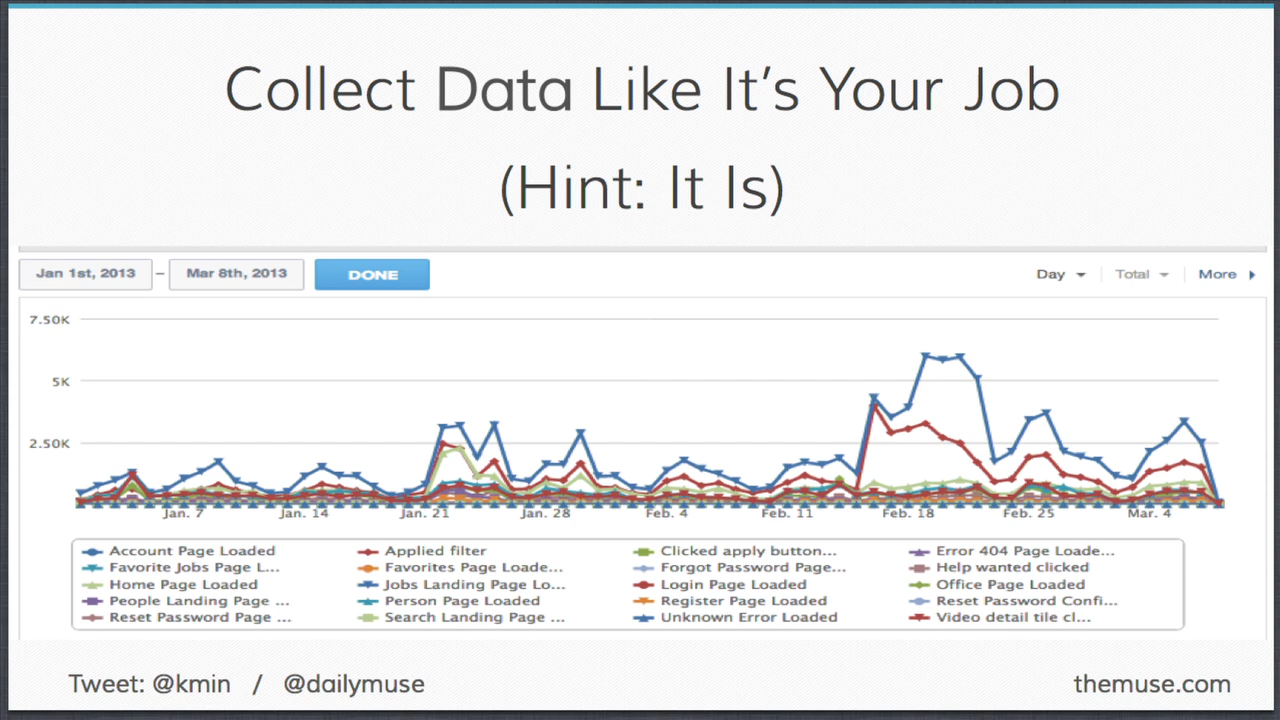 Collect Data Like It's Your Job
(Hint: It Is)
Jan 1st, 2013 – Mar 8th, 2013 DONE Day Total More
7.50K
5K
2.50K
Jan. 7 Jan. 14 Jan. 21 Jan. 28 Feb. 4 Feb. 11 Feb. 18 Feb. 25 Mar. 4
Account Page Loaded Applied filter Clicked apply button... Error 404 Page Loade...
Favorite Jobs Page L... Favorites Page Loade... Forgot Password Page... Help wanted clicked
Home Page Loaded Jobs Landing Page Lo... Login Page Loaded Office Page Loaded
People Landing Page ... Person Page Loaded Register Page Loaded Reset Password Confi...
Reset Password Page ... Search Landing Page ... Unknown Error Loaded Video detail tile cl...
Tweet: @kmin / @dailymuse themuse.com